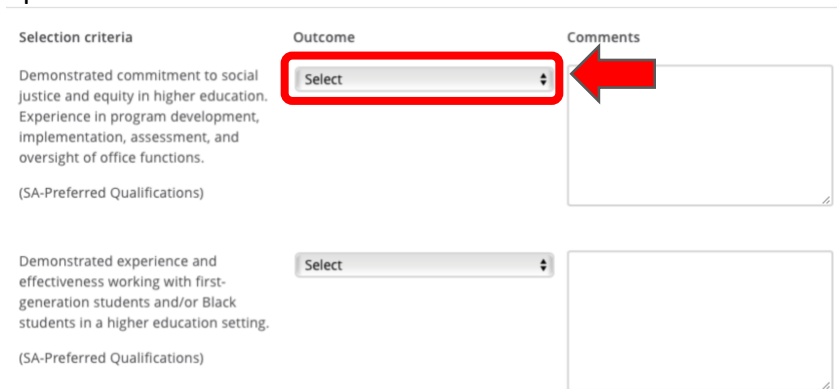 Selection criteria Outcome Comments
Demonstrated commitment to social
justice and equity in higher education.
Experience in program development,
implementation, assessment, and
oversight of office functions.
(SA-Preferred Qualifications)
Select
Demonstrated experience and
effectiveness working with first-
generation students and/or Black
students in a higher education setting.
(SA-Preferred Qualifications)
Select